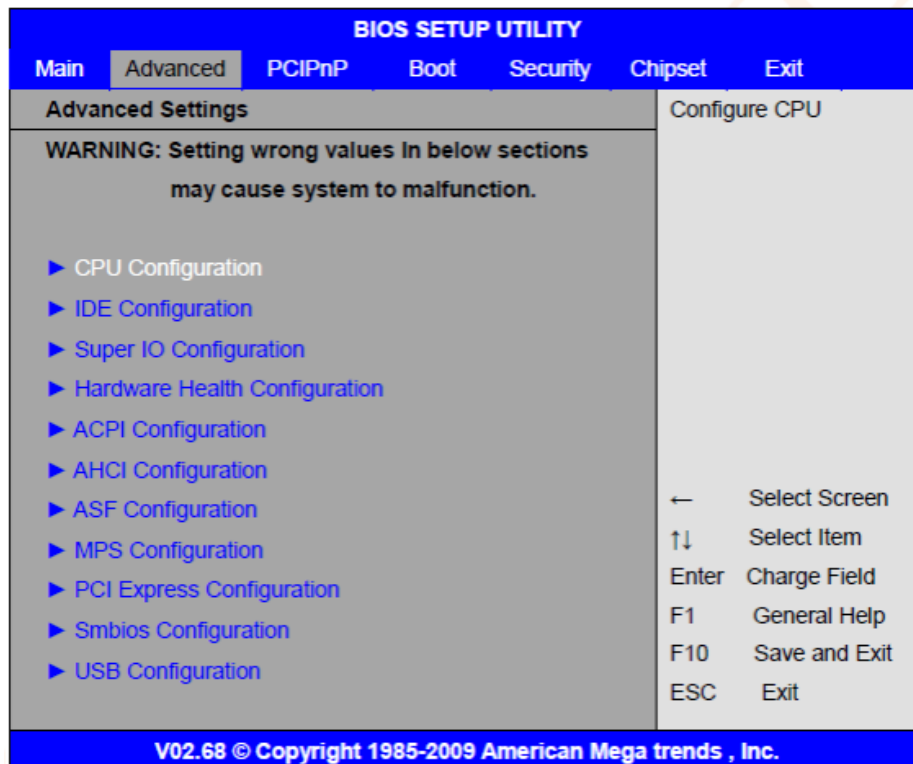 BIOS SETUP UTILITY
Main Advanced PCIPnP Boot Security Chipset Exit
Advanced Settings
WARNING: Setting wrong values In below sections
may cause system to malfunction.
► CPU Configuration
► IDE Configuration
► Super IO Configuration
► Hardware Health Configuration
► ACPI Configuration
► AHCI Configuration
► ASF Configuration
► MPS Configuration
► PCI Express Configuration
► Smbios Configuration
► USB Configuration
Configure CPU
← Select Screen
↑↓ Select Item
Enter Charge Field
F1 General Help
F10 Save and Exit
ESC Exit
V02.68 © Copyright 1985-2009 American Mega trends , Inc.